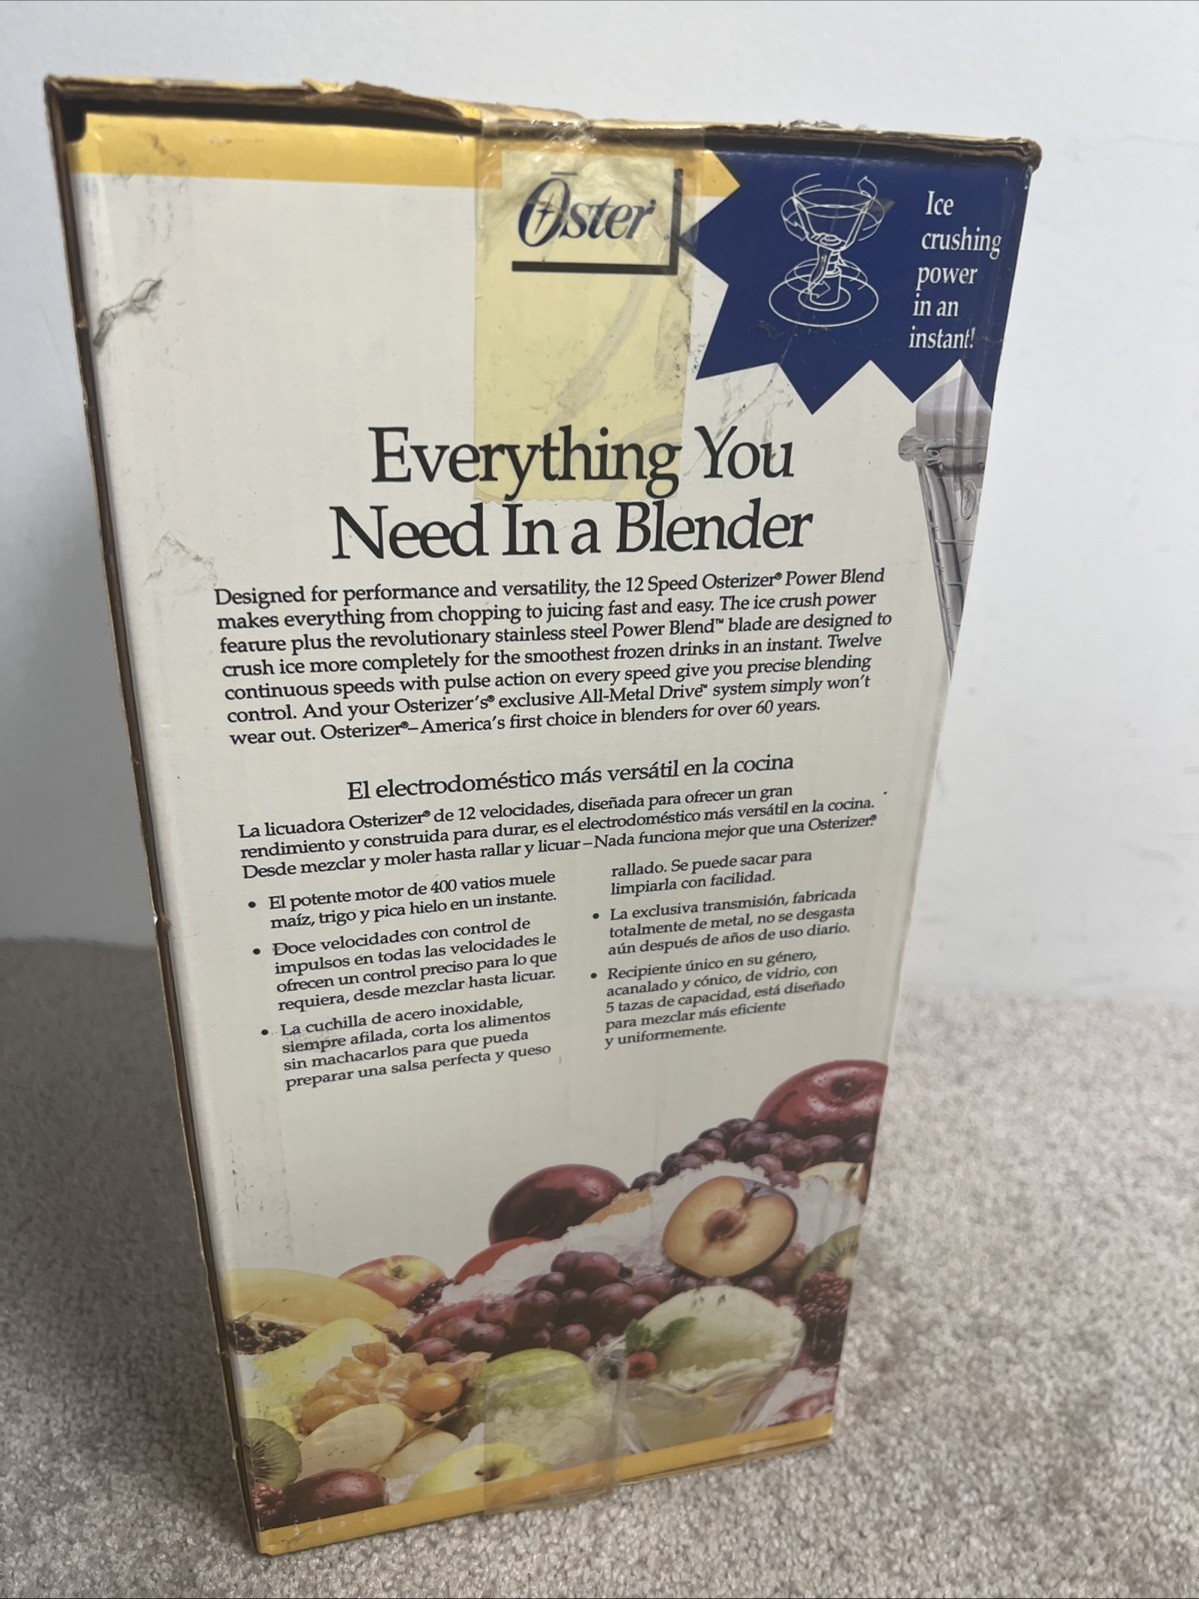 Oster
Ice
crushing
power
in an
instant!
Everything You
Need In a Blender
Designed for performance and versatility, the 12 Speed Osterizer® Power Blend
makes everything from chopping to juicing fast and easy. The ice crush power
feature plus the revolutionary stainless steel Power Blend™ blade are designed to
crush ice more completely for the smoothest frozen drinks in an instant. Twelve
continuous speeds with pulse action on every speed give you precise blending
control. And your Osterizer's® exclusive All-Metal Drive™ system simply won't
wear out. Osterizer®–America's first choice in blenders for over 60 years.
El electrodoméstico más versátil en la cocina
La licuadora Osterizer® de 12 velocidades, diseñada para ofrecer un gran
rendimiento y construida para durar, es el electrodoméstico más versátil en la cocina.
Desde mezclar y moler hasta rallar y licuar–Nada funciona mejor que una Osterizer®.
• El potente motor de 400 vatios muele
maíz, trigo y pica hielo en un instante.
• Doce velocidades con control de
impulsos en todas las velocidades le
ofrecen un control preciso para lo que
requiera, desde mezclar hasta licuar.
• La cuchilla de acero inoxidable,
siempre afilada, corta los alimentos
sin machacarlos para que pueda
preparar una salsa perfecta y queso
rallado. Se puede sacar para
limpiarla con facilidad.
• La exclusiva transmisión, fabricada
totalmente de metal, no se desgasta
aún después de años de uso diario.
• Recipiente único en su género,
acanalado y cónico, de vidrio, con
5 tazas de capacidad, está diseñado
para mezclar más eficiente
y uniformemente.